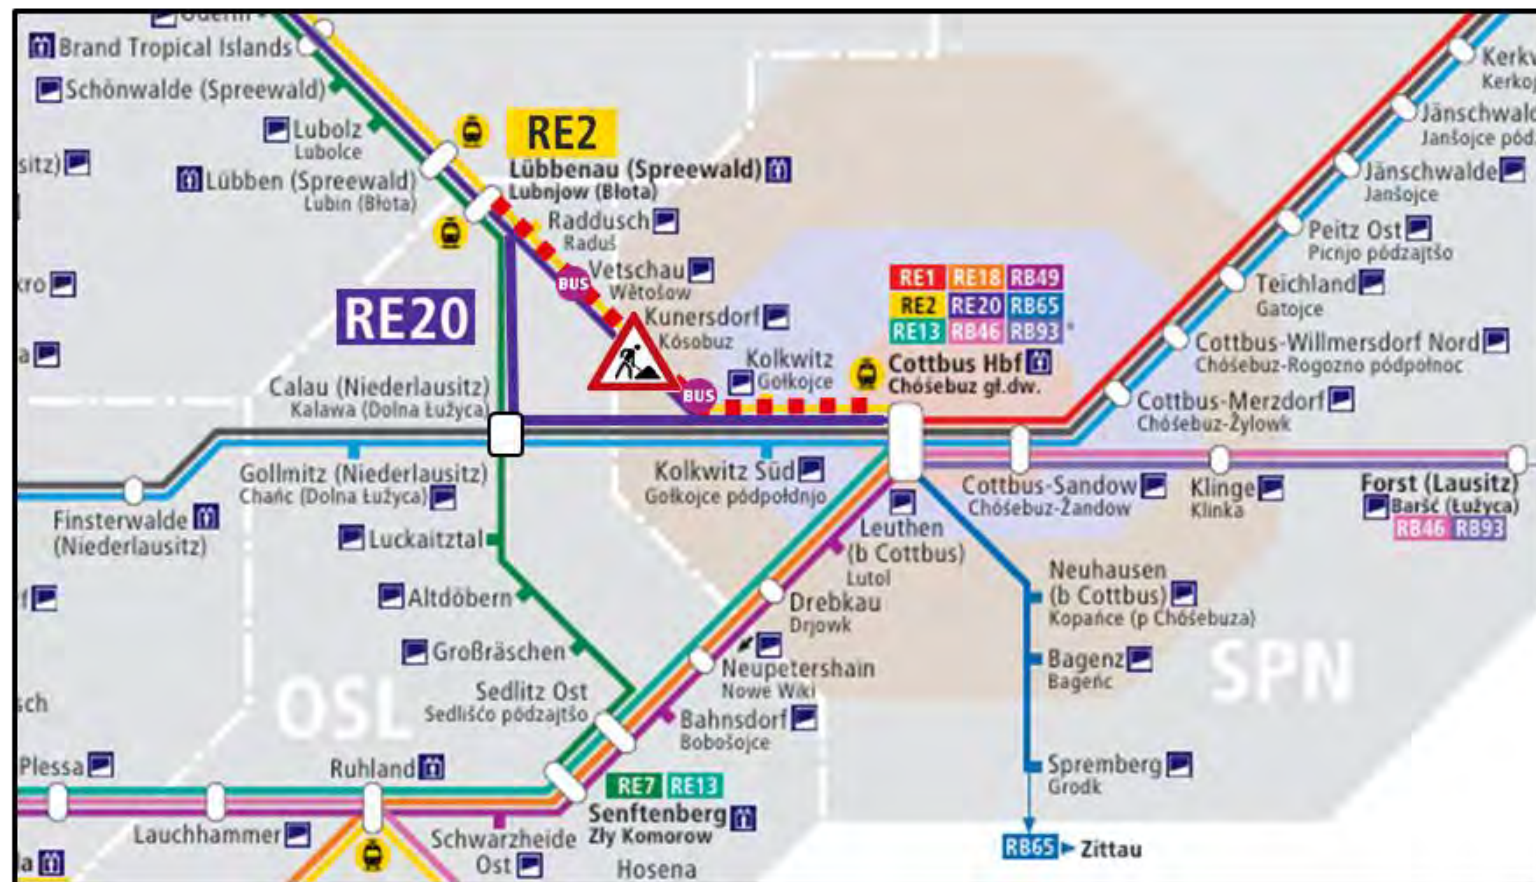 Brand Tropical Islands
Schönwalde (Spreewald)
Lubolz
Lubolce
Lübben (Spreewald)
Lubin (Błota)
RE2
Lübbenau (Spreewald)
Lubnjow (Błota)
Raddusch
Raduš
Vetschau
Wětošow
BUS
Kunersdorf
Kósobuz
Kolkwitz
Gołkojce
BUS
RE20
RE1 RE18 RB49
RE2 RE20 RB65
RE13 RB46 RB93 *
Cottbus Hbf
Chóśebuz gł.dw.
Jänschwalde
Janšojce
Peitz Ost
Picnjo pódzajtšo
Teichland
Gatojce
Cottbus-Willmersdorf Nord
Chóśebuz-Rogozno pódpołnoc
Cottbus-Merzdorf
Chóśebuz-Žylowk
Calau (Niederlausitz)
Kalawa (Dolna Łužyca)
Gollmitz (Niederlausitz)
Chańc (Dolna Łužyca)
Finsterwalde
(Niederlausitz)
Kolkwitz Süd
Gołkojce pódpołdnjo
Cottbus-Sandow
Chóśebuz-Žandow
Klinge
Klinka
Forst (Lausitz)
Baršć (Łužyca)
RB46 RB93
Leuthen
(b Cottbus)
Lutol
Luckaitztal
Altdöbern
Großräschen
Drebkau
Drjowk
Neupetershain
Nowe Wiki
Neuhausen
(b Cottbus)
Kopańce (p Chóśebuza)
Bagenz
Bageńc
SPN
OSL
Sedlitz Ost
Sedlišćo pódzajtšo
Bahnsdorf
Bobošojce
Spremberg
Grodk
RB65 Zittau
Plessa
Ruhland
Lauchhammer
RE7 RE13
Senftenberg
Zły Komorow
Schwarzheide
Ost
Hosena